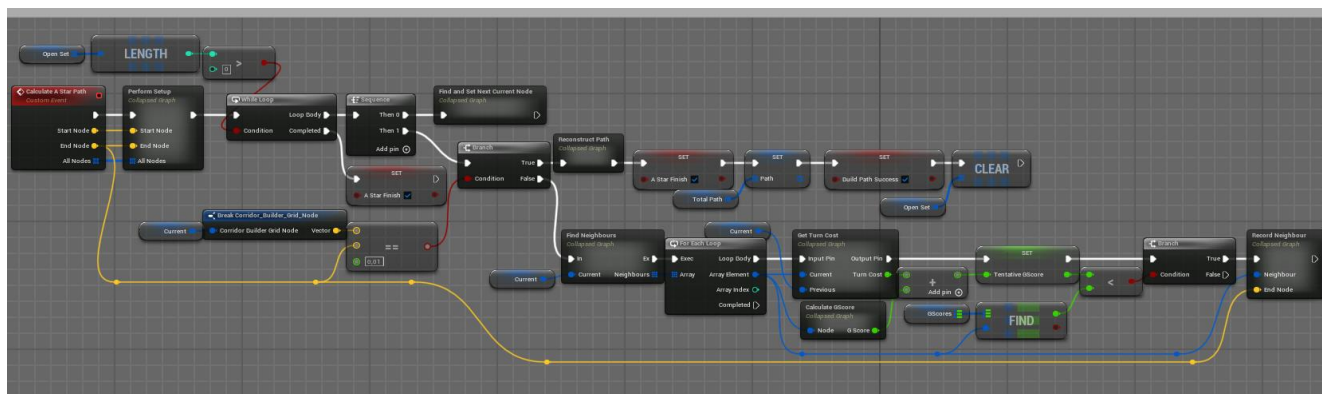 Open Set
LENGTH
0
>
Calculate A Star Path
Custom Event
Start Node
End Node
All Nodes
Perform Setup
Collapsed Graph
Start Node
End Node
All Nodes
While Loop
Loop Body
Condition
Completed
Sequence
Then 0
Then 1
Add pin
Find and Set Next Current Node
Collapsed Graph
SET
A Star Finish
Branch
True
Condition
False
Reconstruct Path
Collapsed Graph
SET
A Star Finish
Total Path
SET
Path
SET
Build Path Success
Open Set
CLEAR
Current
Break Corridor_Builder_Grid_Node
Corridor Builder Grid Node
Vector
==
0,01
Current
Find Neighbours
Collapsed Graph
In
Ex
Current
Neighbours
For Each Loop
Exec
Loop Body
Array
Array Element
Array Index
Completed
Current
Get Turn Cost
Collapsed Graph
Input Pin
Output Pin
Current
Turn Cost
Previous
Calculate GScore
Collapsed Graph
Node
G Score
+
Add pin
SET
Tentative GScore
GScores
FIND
<
Branch
True
Condition
False
Record Neighbour
Collapsed Graph
Neighbour
End Node